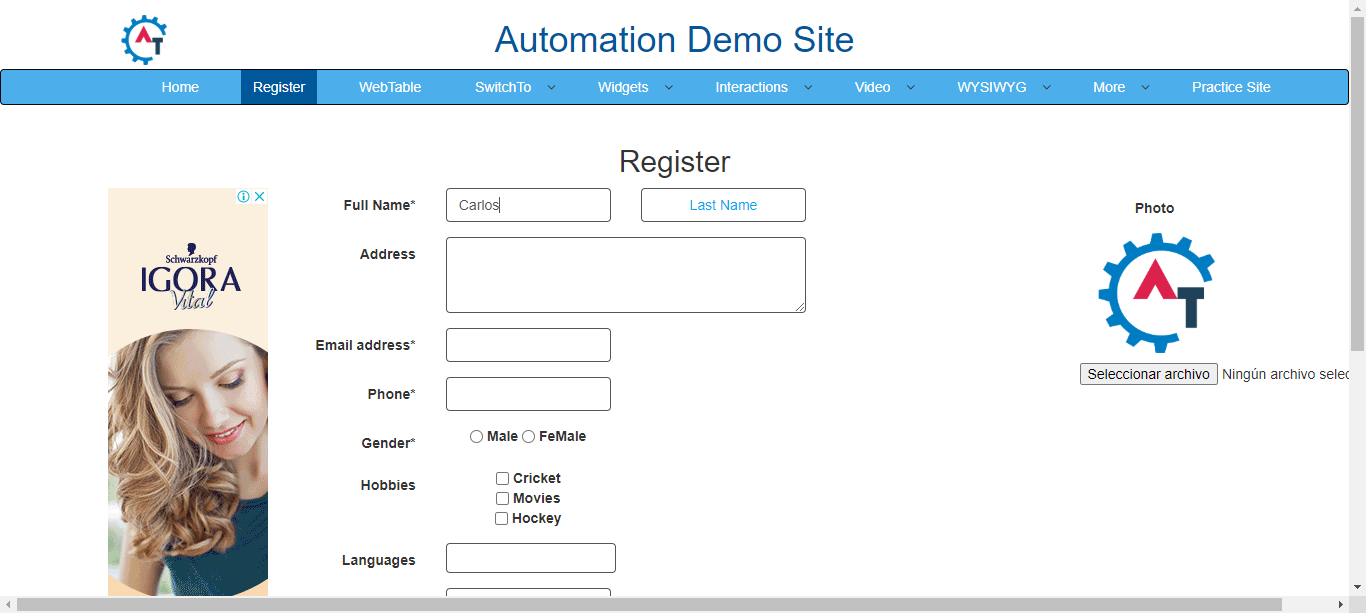 Automation Demo Site
Home Register WebTable SwitchTo Widgets Interactions Video WYSIWYG More Practice Site
Register
Schwarzkopf
IGORA
Vital
Full Name* Carlos Last Name
Address
Email address*
Phone*
Gender* Male FeMale
Hobbies Cricket
Movies
Hockey
Languages
Photo
AT
Seleccionar archivo Ningún archivo selec